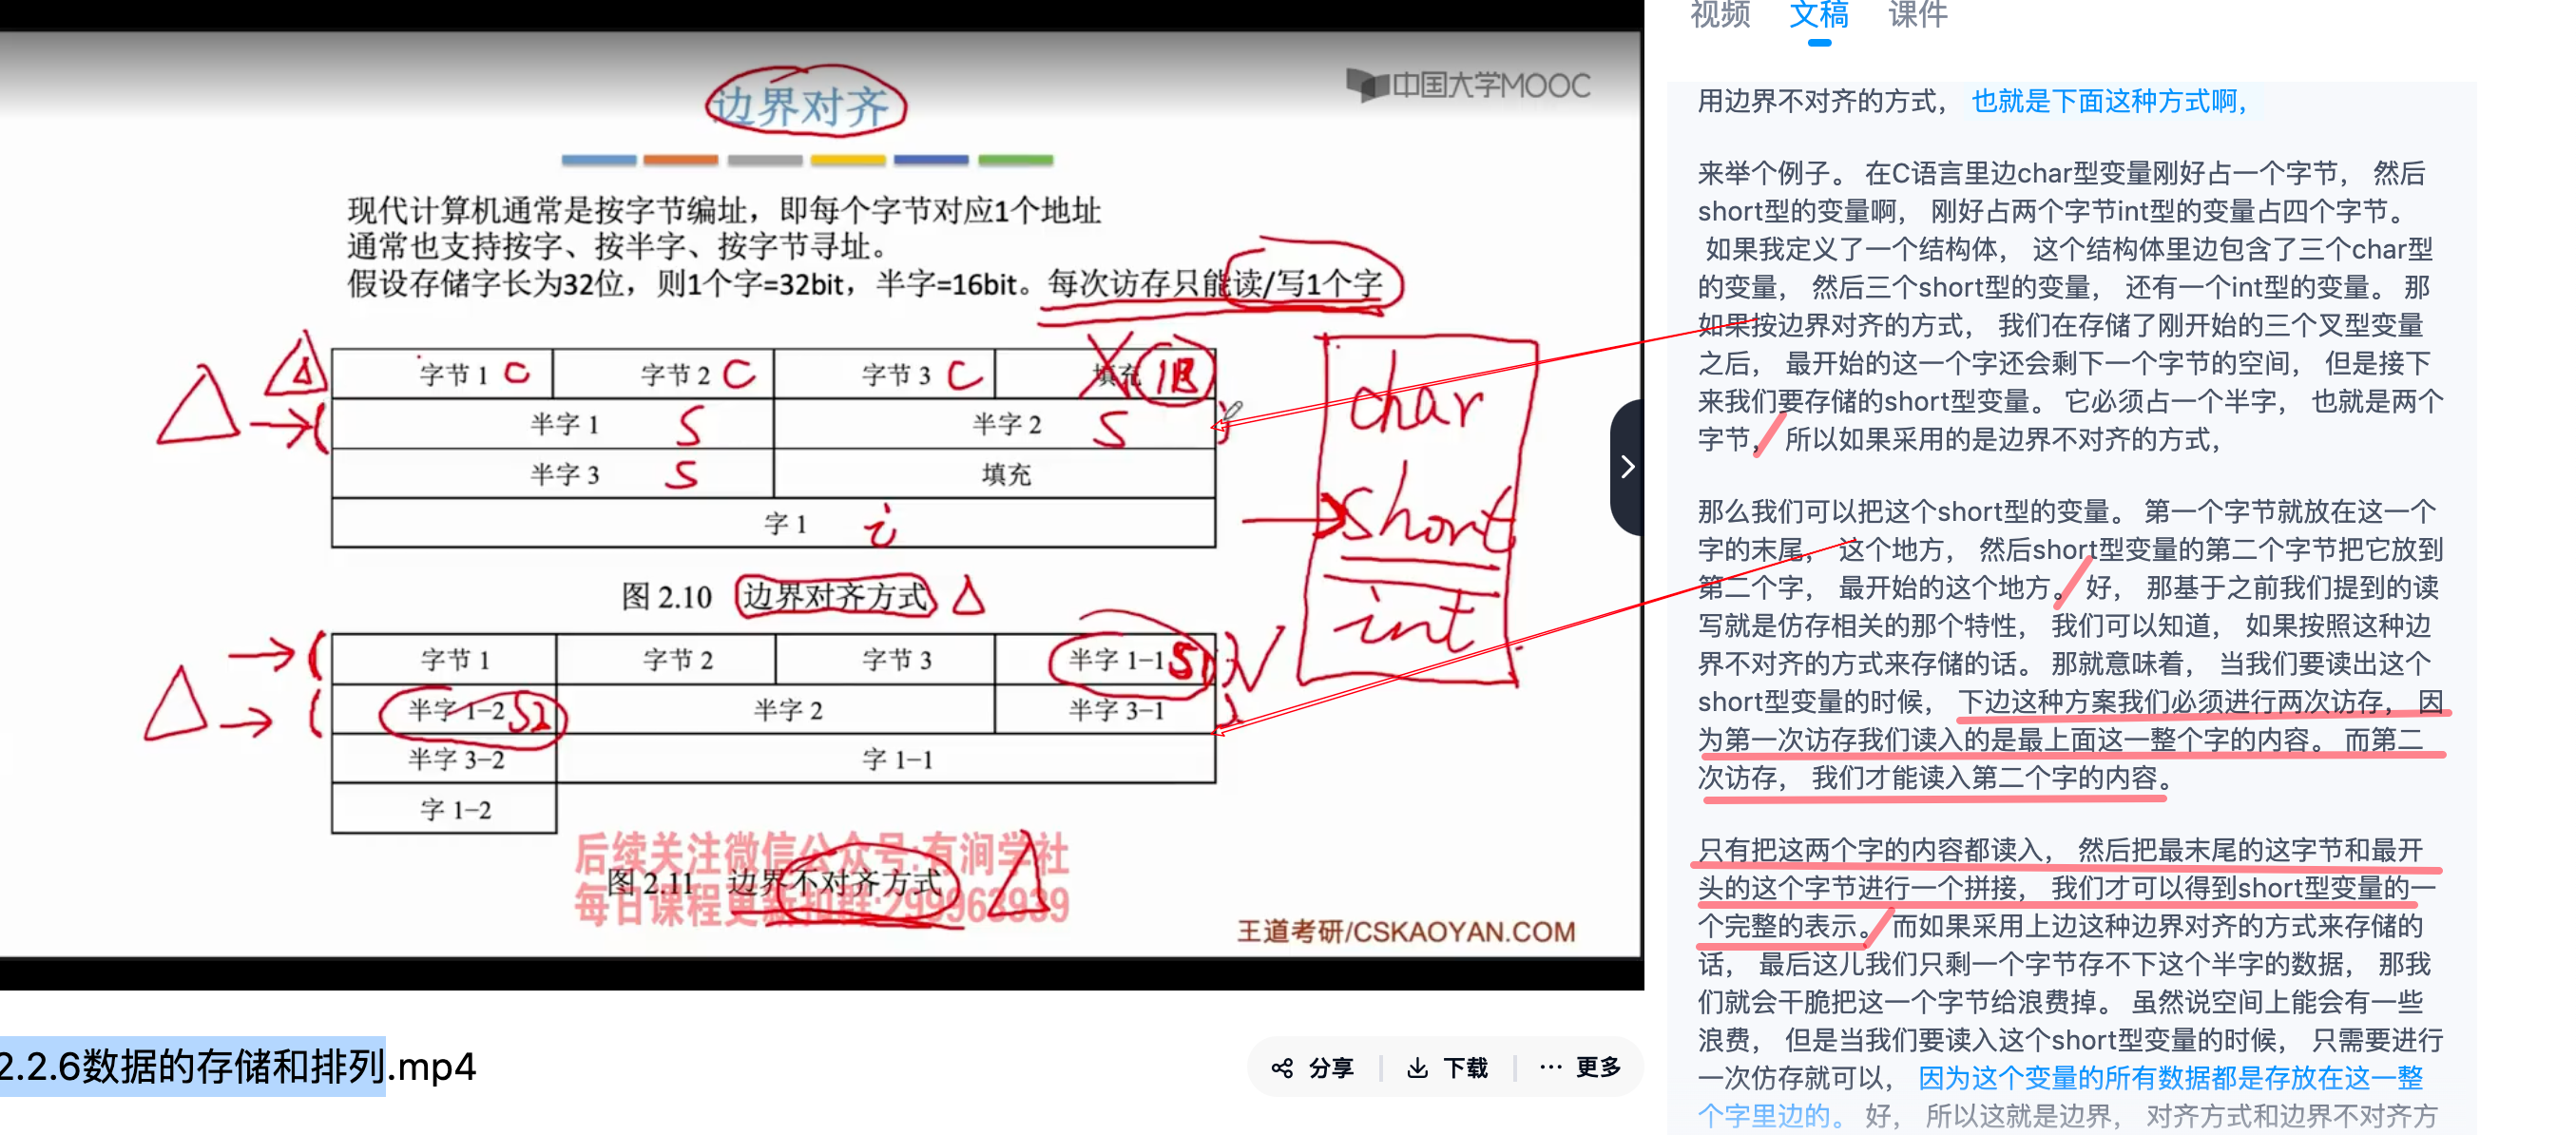 边界对齐
中国大学MOOC
现代计算机通常是按字节编址，即每个字节对应1个地址
通常也支持按字、按半字、按字节寻址。
假设存储字长为32位，则1个字=32bit，半字=16bit。每次访存只能读/写1个字
字节 1 C 字节 2 C 字节 3 C 填充 1B
半字 1 S 半字 2 S
半字 3 S 填充
字 1 i
char
short
int
图 2.10 边界对齐方式
字节 1 字节 2 字节 3 半字 1-1 S1
半字 1-2 S2 半字 2 半字 3-1
半字 3-2 字 1-1
字 1-2
后续关注微信公众号:有涧学社
图 2.11 边界不对齐方式
每日课程更新扣群:299963939
王道考研/CSKAOYAN.COM
2.2.6数据的存储和排列.mp4
分享 下载 ··· 更多
视频 文稿 课件
用边界不对齐的方式， 也就是下面这种方式啊，
来举个例子。 在C语言里边char型变量刚好占一个字节， 然后
short型的变量啊， 刚好占两个字节int型的变量占四个字节。
如果我定义了一个结构体， 这个结构体里边包含了三个char型
的变量， 然后三个short型的变量， 还有一个int型的变量。 那
如果按边界对齐的方式， 我们在存储了刚开始的三个叉型变量
之后， 最开始的这一个字还会剩下一个字节的空间， 但是接下
来我们要存储的short型变量。 它必须占一个半字， 也就是两个
字节， 所以如果采用的是边界不对齐的方式，
那么我们可以把这个short型的变量。 第一个字节就放在这一个
字的末尾， 这个地方， 然后short型变量的第二个字节把它放到
第二个字， 最开始的这个地方。 好， 那基于之前我们提到的读
写就是仿存相关的那个特性， 我们可以知道， 如果按照这种边
界不对齐的方式来存储的话。 那就意味着， 当我们要读出这个
short型变量的时候， 下边这种方案我们必须进行两次访存， 因
为第一次访存我们读入的是最上面这一整个字的内容。 而第二
次访存， 我们才能读入第二个字的内容。
只有把这两个字的内容都读入， 然后把最末尾的这字节和最开
头的这个字节进行一个拼接， 我们才可以得到short型变量的一
个完整的表示。 而如果采用上边这种边界对齐的方式来存储的
话， 最后这儿我们只剩一个字节存不下这个半字的数据， 那我
们就会干脆把这一个字节给浪费掉。 虽然说空间上能会有一些
浪费， 但是当我们要读入这个short型变量的时候， 只需要进行
一次仿存就可以， 因为这个变量的所有数据都是存放在这一整
个字里边的。 好， 所以这就是边界， 对齐方式和边界不对齐方